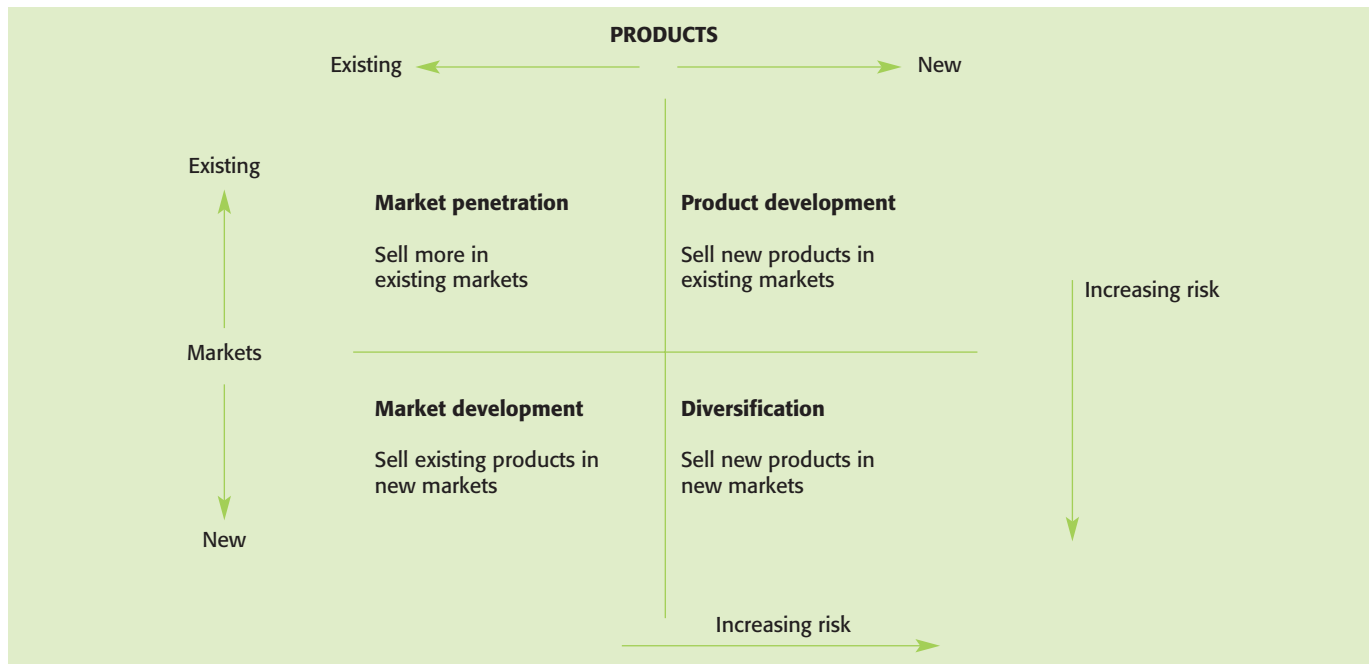 PRODUCTS
Existing
New
Existing
Market penetration
Product development
Sell more in
existing markets
Sell new products in
existing markets
Increasing risk
Markets
Market development
Diversification
Sell existing products in
new markets
Sell new products in
new markets
New
Increasing risk